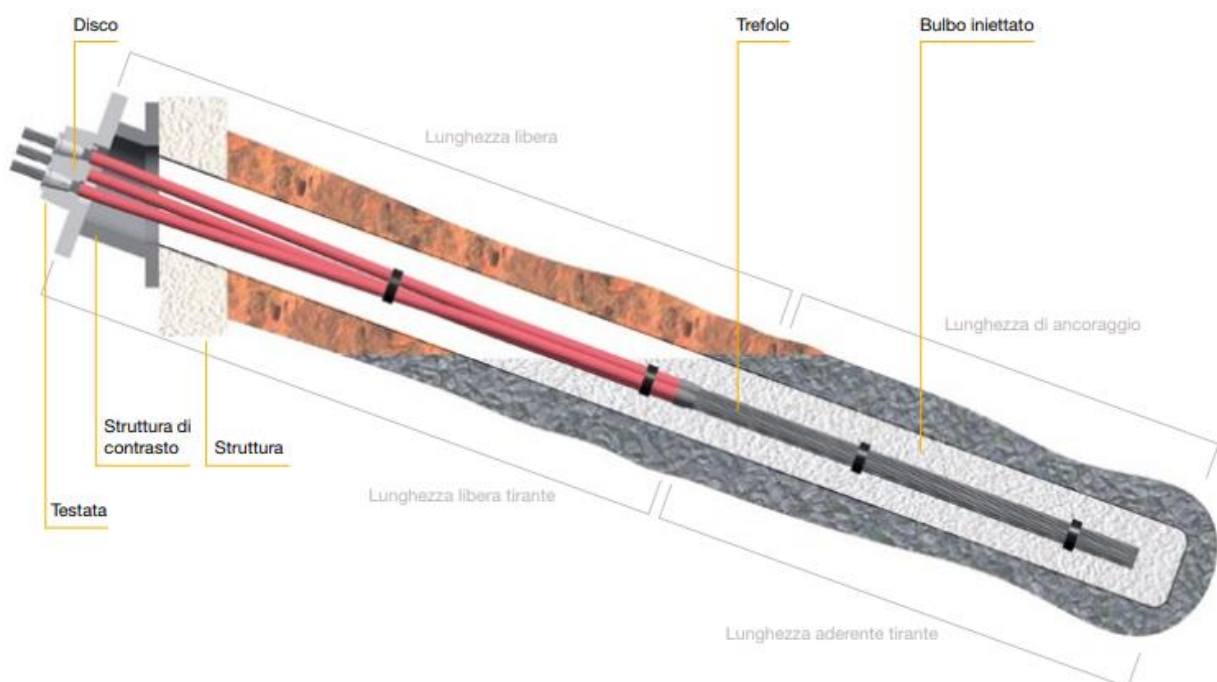 Disco
Trefolo
Bulbo iniettato
Lunghezza libera
Lunghezza di ancoraggio
Struttura di
contrasto
Struttura
Lunghezza libera tirante
Testata
Lunghezza aderente tirante